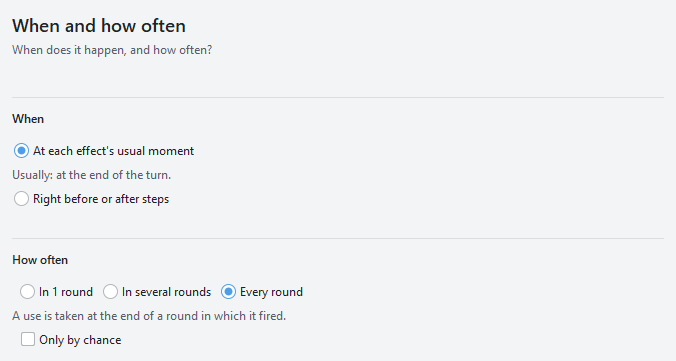 When and how often
When does it happen, and how often?
When
At each effect's usual moment
Usually: at the end of the turn.
Right before or after steps
How often
In 1 round In several rounds Every round
A use is taken at the end of a round in which it fired.
Only by chance